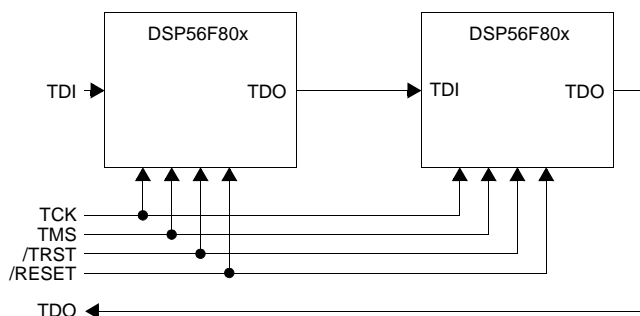 DSP56F80x DSP56F80x
TDI TDO TDI TDO
TCK
TMS
/TRST
/RESET
TDO